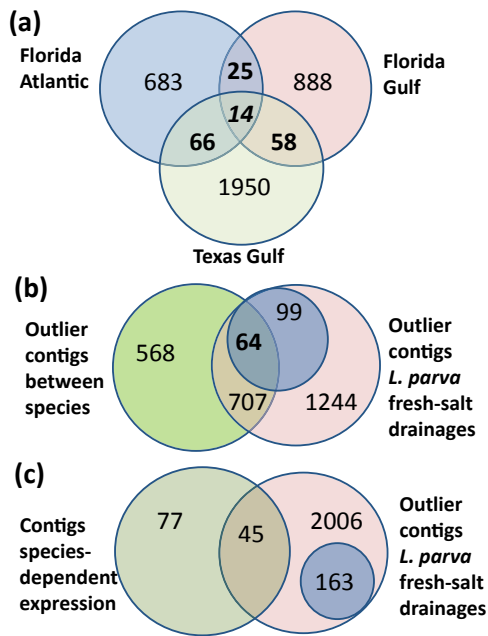 (a)
Florida
Atlantic
683
25
888
Florida
Gulf
14
66
58
1950
Texas Gulf
(b)
Outlier
contigs
between
species
568
64
99
707
1244
Outlier
contigs
L. parva
fresh-salt
drainages
(c)
Contigs
species-
dependent
expression
77
45
2006
163
Outlier
contigs
L. parva
fresh-salt
drainages